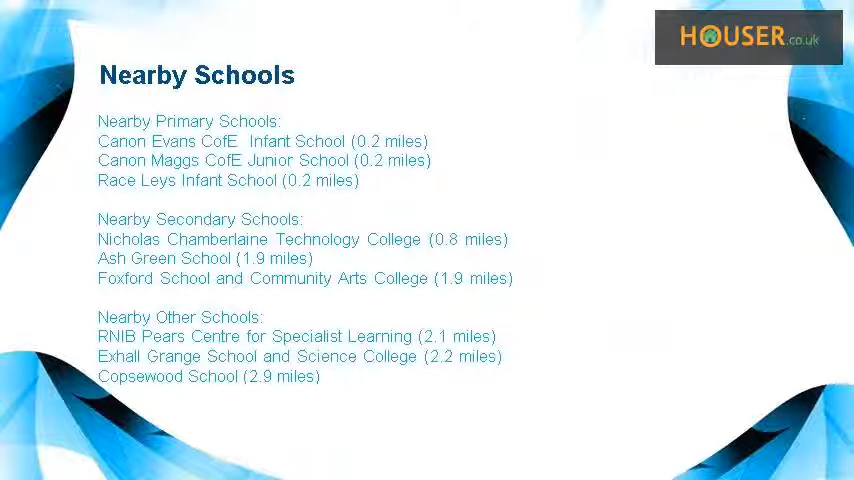 HOUSER.co.uk
Nearby Schools
Nearby Primary Schools:
Canon Evans CofE Infant School (0.2 miles)
Canon Maggs CofE Junior School (0.2 miles)
Race Leys Infant School (0.2 miles)
Nearby Secondary Schools:
Nicholas Chamberlaine Technology College (0.8 miles)
Ash Green School (1.9 miles)
Foxford School and Community Arts College (1.9 miles)
Nearby Other Schools:
RNIB Pears Centre for Specialist Learning (2.1 miles)
Exhall Grange School and Science College (2.2 miles)
Copsewood School (2.9 miles)